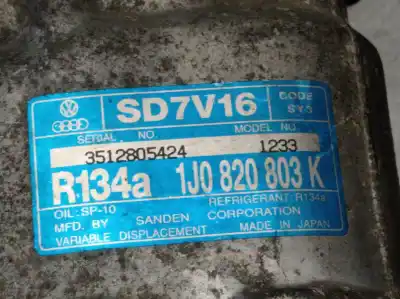 SD7V16 CODE
SERIAL NO. MODEL NO.
3512805424 1233
R134a 1J0 820 803 K
OIL:SP-10 REFRIGERANT R134a
MFD. BY SANDEN CORPORATION
VARIABLE DISPLACEMENT MADE IN JAPAN